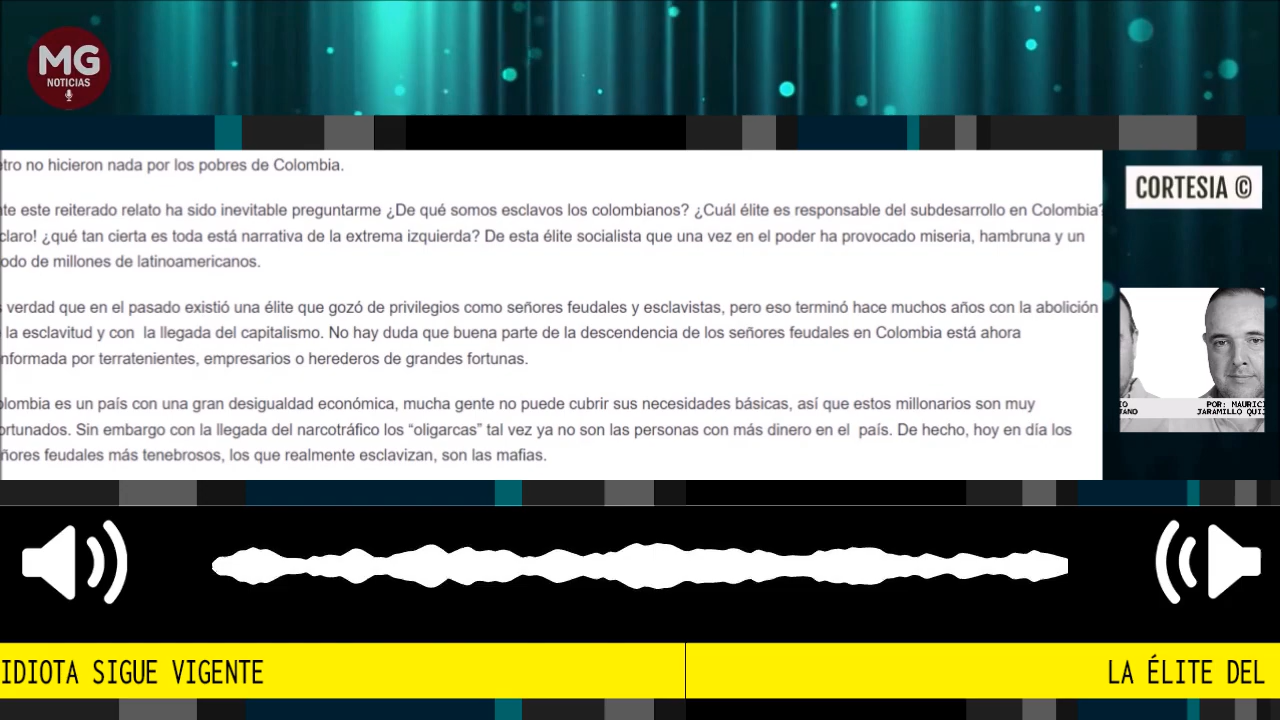 MG
NOTICIAS
tro no hicieron nada por los pobres de Colombia.
CORTESIA ©
te este reiterado relato ha sido inevitable preguntarme ¿De qué somos esclavos los colombianos? ¿Cuál élite es responsable del subdesarrollo en Colombia?
claro! ¿qué tan cierta es toda está narrativa de la extrema izquierda? De esta élite socialista que una vez en el poder ha provocado miseria, hambruna y un
odo de millones de latinoamericanos.
verdad que en el pasado existió una élite que gozó de privilegios como señores feudales y esclavistas, pero eso terminó hace muchos años con la abolición
la esclavitud y con la llegada del capitalismo. No hay duda que buena parte de la descendencia de los señores feudales en Colombia está ahora
nformada por terratenientes, empresarios o herederos de grandes fortunas.
olombia es un país con una gran desigualdad económica, mucha gente no puede cubrir sus necesidades básicas, así que estos millonarios son muy
ortunados. Sin embargo con la llegada del narcotráfico los “oligarcas” tal vez ya no son las personas con más dinero en el país. De hecho, hoy en día los
ñores feudales más tenebrosos, los que realmente esclavizan, son las mafias.
IO POR: MAURICI
JANO JARAMILLO QUI
IDIOTA SIGUE VIGENTE
LA ÉLITE DEL